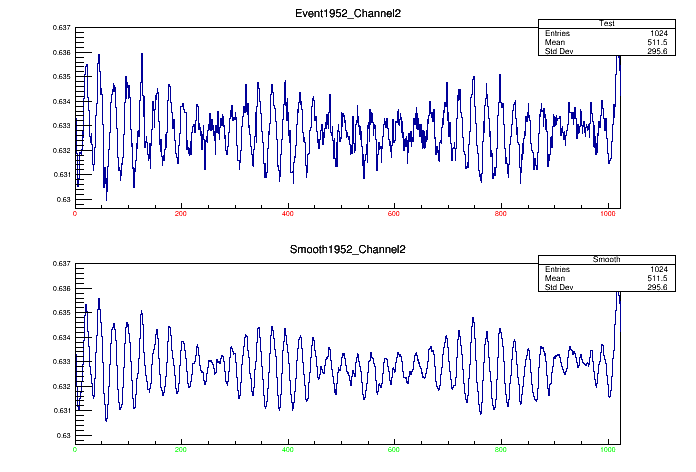 Event1952_Channel2
Test
Entries 1024
Mean 511.5
Std Dev 295.6
0.637
0.636
0.635
0.634
0.633
0.632
0.631
0.63
0 200 400 600 800 1000
Smooth1952_Channel2
Smooth
Entries 1024
Mean 511.5
Std Dev 295.6
0.637
0.636
0.635
0.634
0.633
0.632
0.631
0.63
0 200 400 600 800 1000